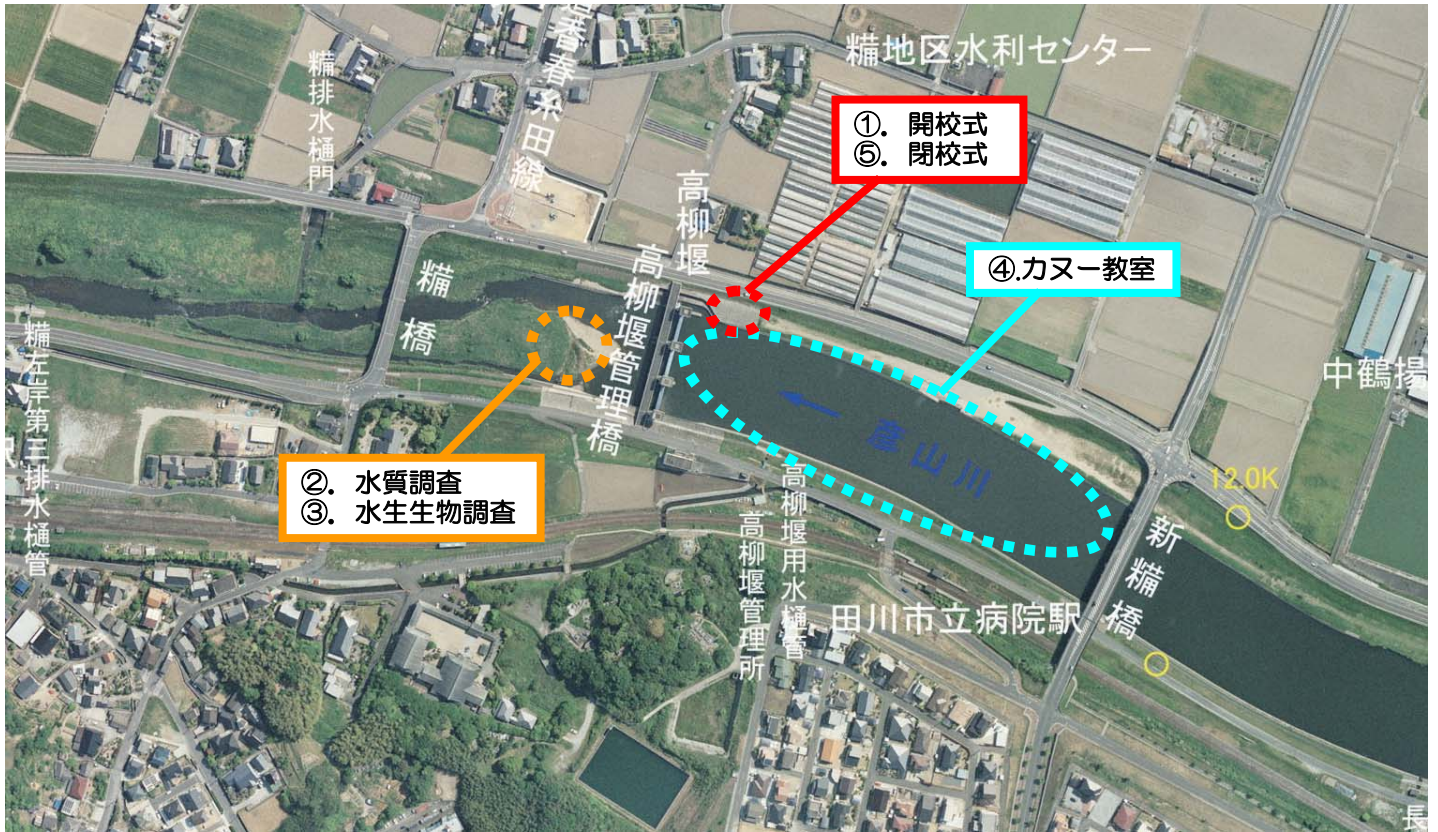 香春糸田線
糒地区水利センター
糒排水樋門
①. 開校式
⑤. 閉校式
高柳堰
④.カヌー教室
糒橋
高柳堰管理橋
糒左岸第三排水樋管
中鶴揚
彦山川
②. 水質調査
③. 水生生物調査
12.0K
高柳堰用水樋管
高柳堰管理所
新糒橋
田川市立病院駅
長